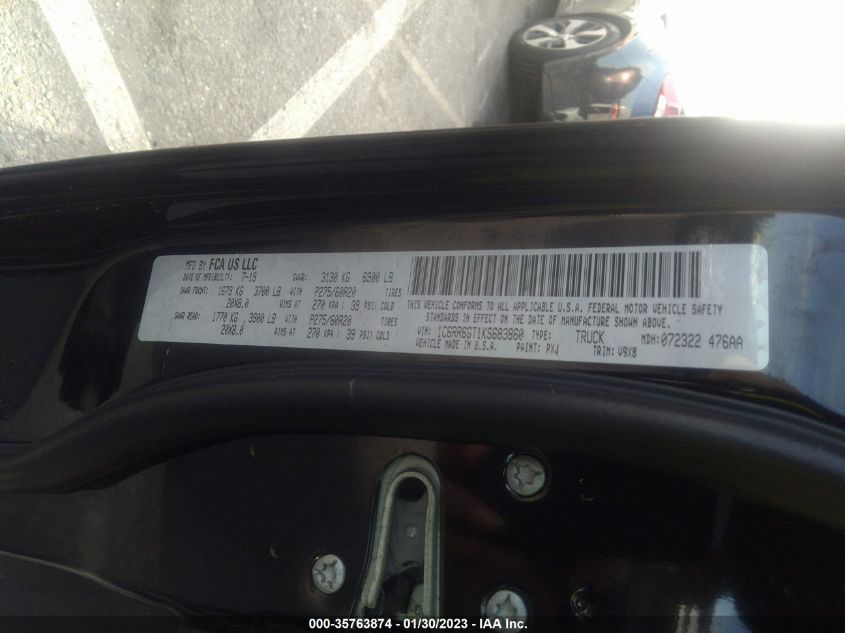 MFD BY FCA US LLC
DATE OF MFR(BUILT): 7-19 GVWR: 3130 KG 6900 LB
GAWR FRONT: 1679 KG 3700 LB WITH P275/60R20 TIRES
20X8.0 RIMS AT 270 KPA ( 39 PSI) COLD
GAWR REAR: 1770 KG 3900 LB WITH P275/60R20 TIRES
20X8.0 RIMS AT 270 KPA ( 39 PSI) COLD
THIS VEHICLE CONFORMS TO ALL APPLICABLE U.S.A. FEDERAL MOTOR VEHICLE SAFETY
STANDARDS IN EFFECT ON THE DATE OF MANUFACTURE SHOWN ABOVE.
VIN: 1C6RR6GT1KS683860 TYPE: TRUCK MDH: 072322 476AA
VEHICLE MADE IN U.S.A. PAINT: PXJ TRIM: V9X8
000-35763874 / 01/30/2023 - IAA Inc.